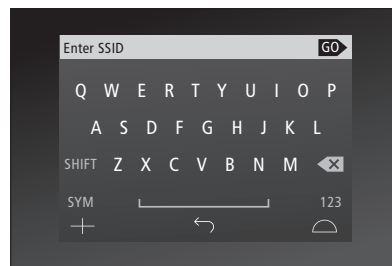 Enter SSID GO
Q W E R T Y U I O P
A S D F G H J K L
SHIFT Z X C V B N M
SYM 123